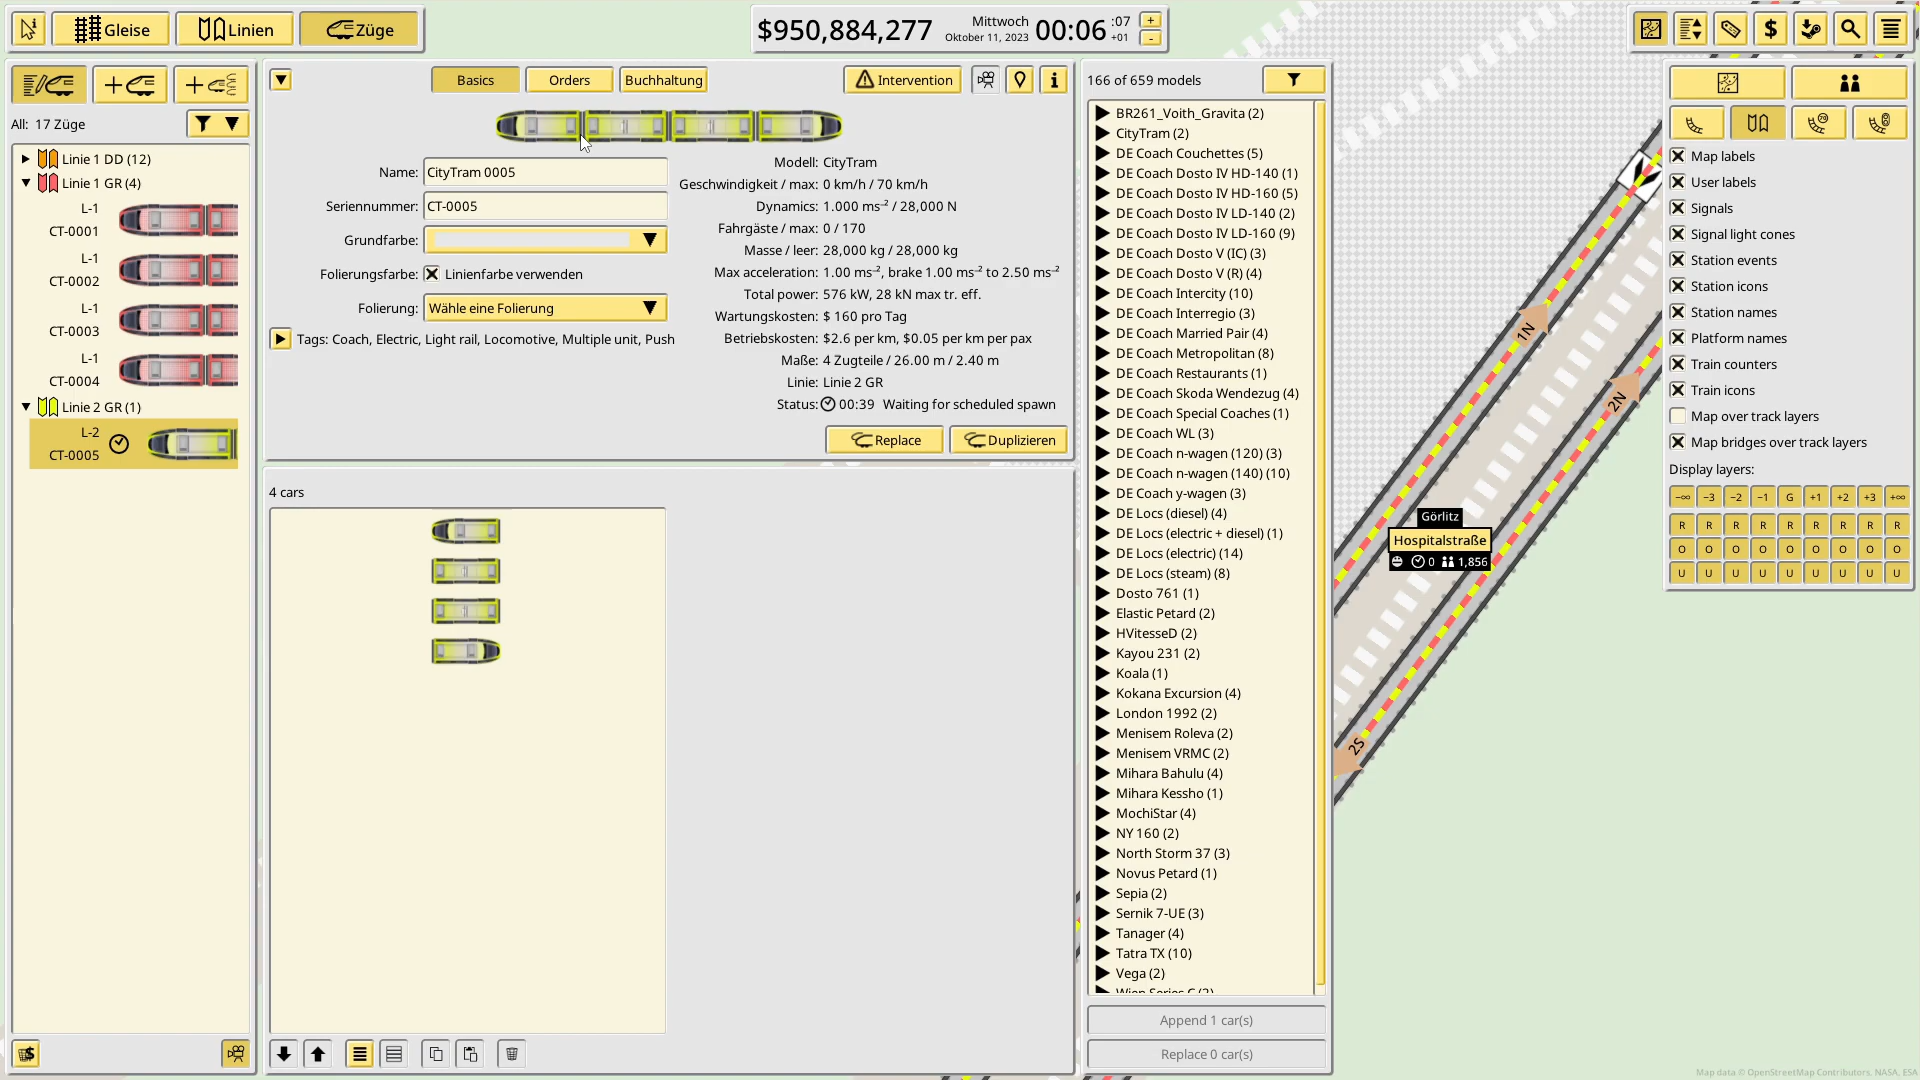 Gleise
Linien
Züge
$950,884,277
Mittwoch
Oktober 11, 2023
00:06
:07
+01
+
-
All: 17 Züge
Linie 1 DD (12)
Linie 1 GR (4)
L-1
CT-0001
L-1
CT-0002
L-1
CT-0003
L-1
CT-0004
Linie 2 GR (1)
L-2
CT-0005
Basics
Orders
Buchhaltung
Intervention
Name: CityTram 0005
Seriennummer: CT-0005
Grundfarbe:
Folierungsfarbe: Linienfarbe verwenden
Folierung: Wähle eine Folierung
Tags: Coach, Electric, Light rail, Locomotive, Multiple unit, Push
Modell: CityTram
Geschwindigkeit / max: 0 km/h / 70 km/h
Dynamics: 1.000 ms⁻² / 28,000 N
Fahrgäste / max: 0 / 170
Masse / leer: 28,000 kg / 28,000 kg
Max acceleration: 1.00 ms⁻², brake 1.00 ms⁻² to 2.50 ms⁻²
Total power: 576 kW, 28 kN max tr. eff.
Wartungskosten: $ 160 pro Tag
Betriebskosten: $2.6 per km, $0.05 per km per pax
Maße: 4 Zugteile / 26.00 m / 2.40 m
Linie: Linie 2 GR
Status: 00:39 Waiting for scheduled spawn
Replace
Duplizieren
4 cars
166 of 659 models
BR261_Voith_Gravita (2)
CityTram (2)
DE Coach Couchettes (5)
DE Coach Dosto IV HD-140 (1)
DE Coach Dosto IV HD-160 (5)
DE Coach Dosto IV LD-140 (2)
DE Coach Dosto IV LD-160 (9)
DE Coach Dosto V (IC) (3)
DE Coach Dosto V (R) (4)
DE Coach Intercity (10)
DE Coach Interregio (3)
DE Coach Married Pair (4)
DE Coach Metropolitan (8)
DE Coach Restaurants (1)
DE Coach Skoda Wendezug (4)
DE Coach Special Coaches (1)
DE Coach WL (3)
DE Coach n-wagen (120) (3)
DE Coach n-wagen (140) (10)
DE Coach y-wagen (3)
DE Locs (diesel) (4)
DE Locs (electric + diesel) (1)
DE Locs (electric) (14)
DE Locs (steam) (8)
Dosto 761 (1)
Elastic Petard (2)
HVitesseD (2)
Kayou 231 (2)
Koala (1)
Kokana Excursion (4)
London 1992 (2)
Menisem Roleva (2)
Menisem VRMC (2)
Mihara Bahulu (4)
Mihara Kessho (1)
MochiStar (4)
NY 160 (2)
North Storm 37 (3)
Novus Petard (1)
Sepia (2)
Sernik 7-UE (3)
Tanager (4)
Tatra TX (10)
Vega (2)
Append 1 car(s)
Replace 0 car(s)
1N
2N
2S
Görlitz
Hospitalstraße
0 1,856
Map labels
User labels
Signals
Signal light cones
Station events
Station icons
Station names
Platform names
Train counters
Train icons
Map over track layers
Map bridges over track layers
Display layers:
-∞ -3 -2 -1 G +1 +2 +3 +∞
R R R R R R R R R
O O O O O O O O O
U U U U U U U U U
Map data © OpenStreetMap Contributors, NASA, ESA